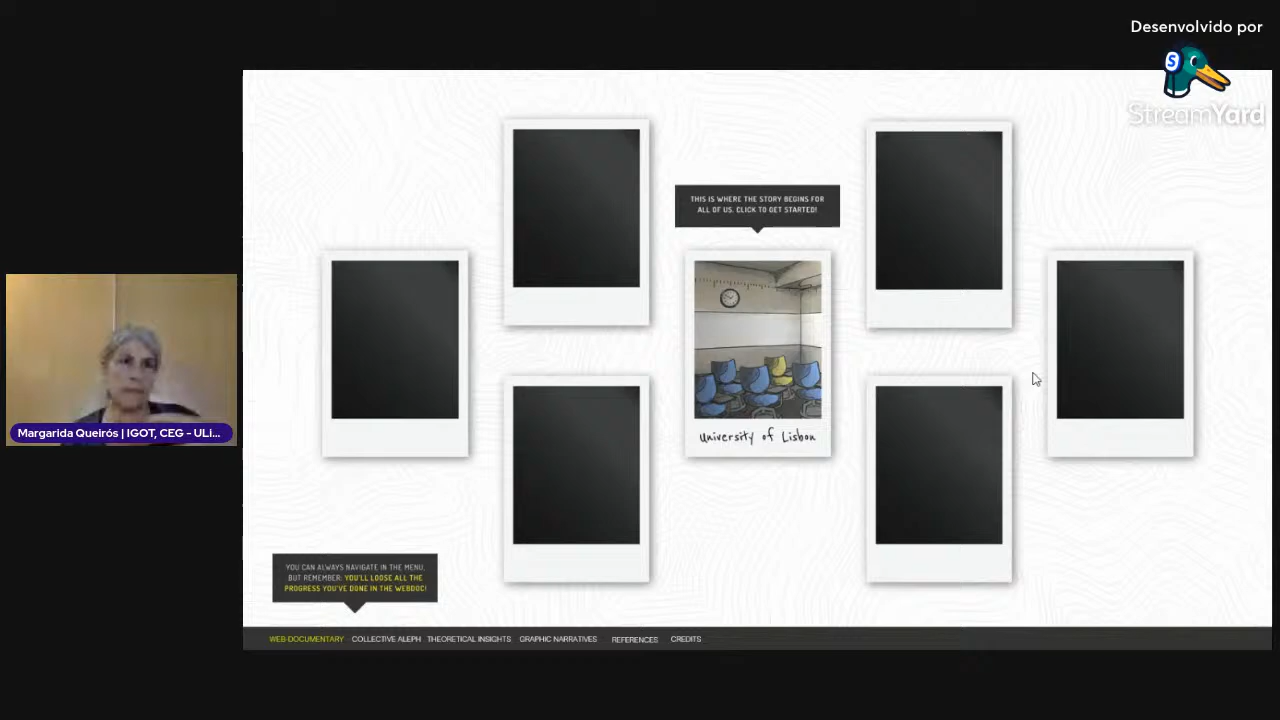 Desenvolvido por
S
StreamYard
THIS IS WHERE THE STORY BEGINS FOR
ALL OF US. CLICK TO GET STARTED!
University of Lisbon
Margarida Queirós | IGOT, CEG - ULi...
YOU CAN ALWAYS NAVIGATE IN THE MENU,
BUT REMEMBER: YOU'LL LOOSE ALL THE
PROGRESS YOU'VE DONE IN THE WEBDOC!
WEB-DOCUMENTARY COLLECTIVE ALEPH THEORETICAL INSIGHTS GRAPHIC NARRATIVES REFERENCES CREDITS